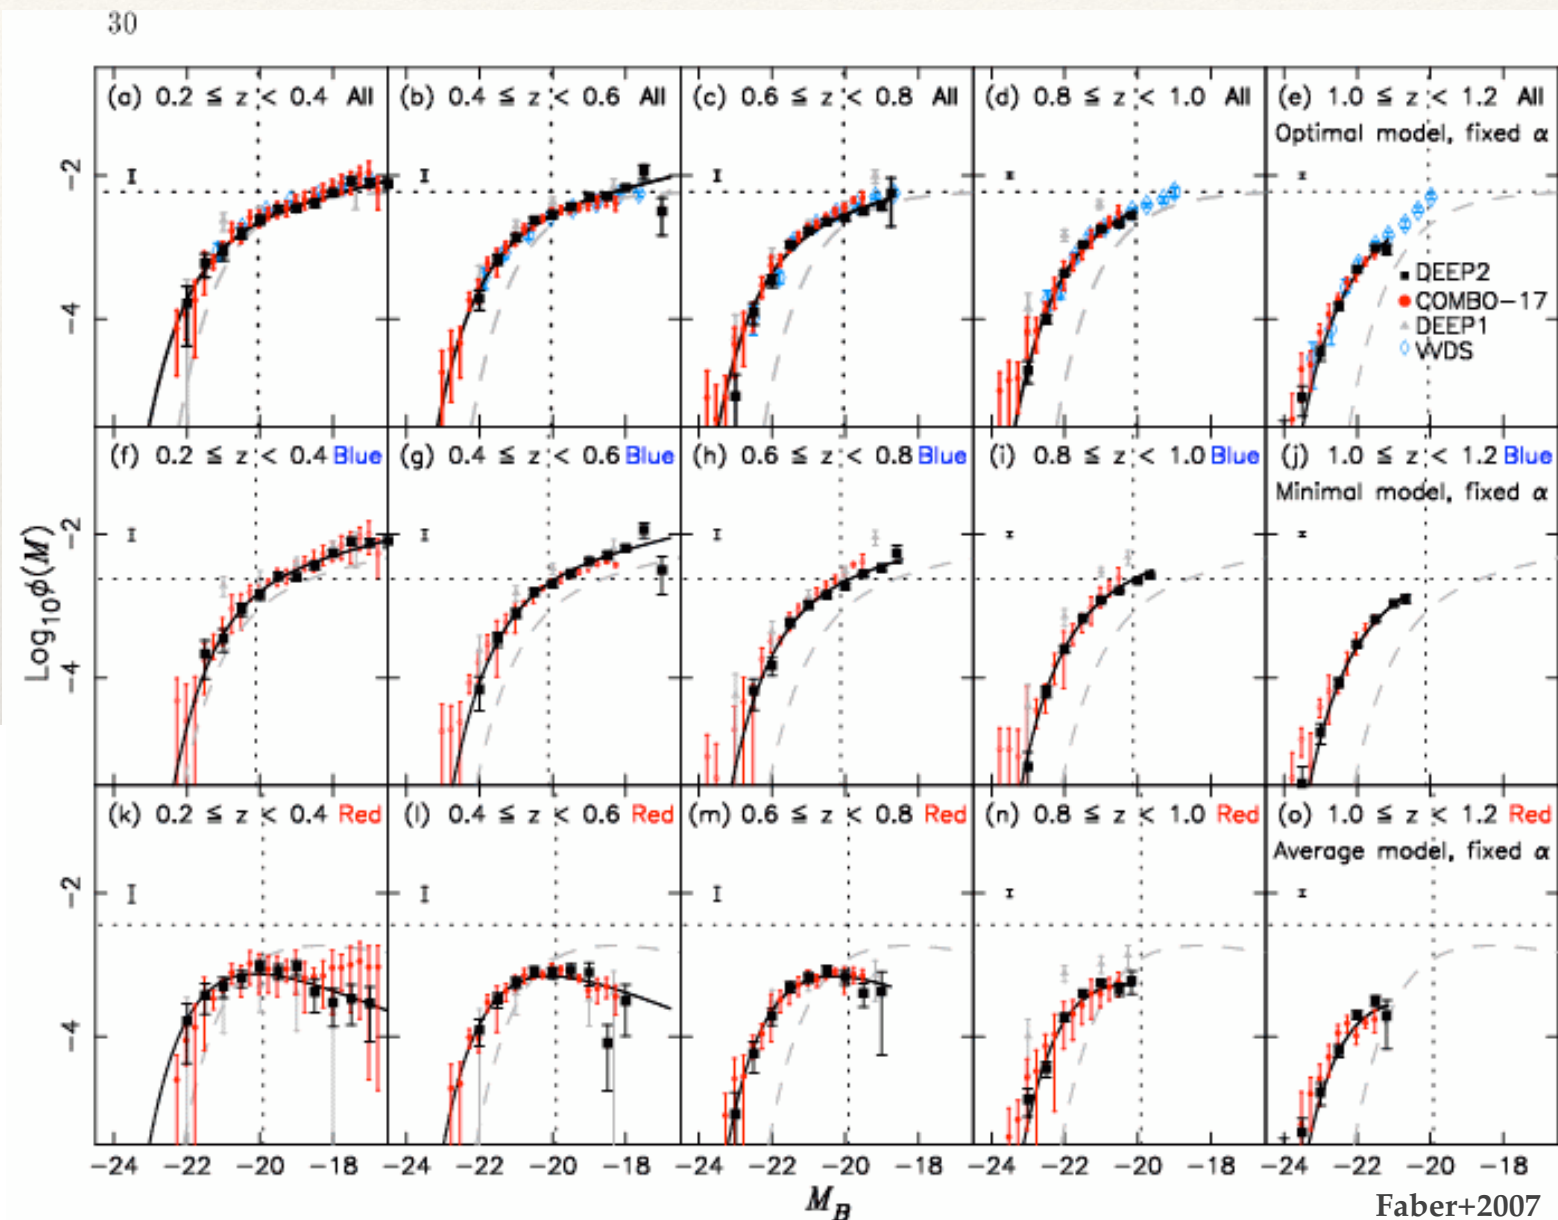 30
(a) 0.2 ≤ z < 0.4 All
(b) 0.4 ≤ z < 0.6 All
(c) 0.6 ≤ z < 0.8 All
(d) 0.8 ≤ z < 1.0 All
(e) 1.0 ≤ z < 1.2 All
Optimal model, fixed α
-2
-4
DEEP2
COMBO-17
DEEP1
VVDS
(f) 0.2 ≤ z < 0.4 Blue
(g) 0.4 ≤ z < 0.6 Blue
(h) 0.6 ≤ z < 0.8 Blue
(i) 0.8 ≤ z < 1.0 Blue
(j) 1.0 ≤ z < 1.2 Blue
Minimal model, fixed α
-2
-4
Log₁₀ϕ(M)
(k) 0.2 ≤ z < 0.4 Red
(l) 0.4 ≤ z < 0.6 Red
(m) 0.6 ≤ z < 0.8 Red
(n) 0.8 ≤ z < 1.0 Red
(o) 1.0 ≤ z < 1.2 Red
Average model, fixed α
-2
-4
-24 -22 -20 -18 -24 -22 -20 -18 -24 -22 -20 -18 -24 -22 -20 -18 -24 -22 -20 -18
M_B
Faber+2007